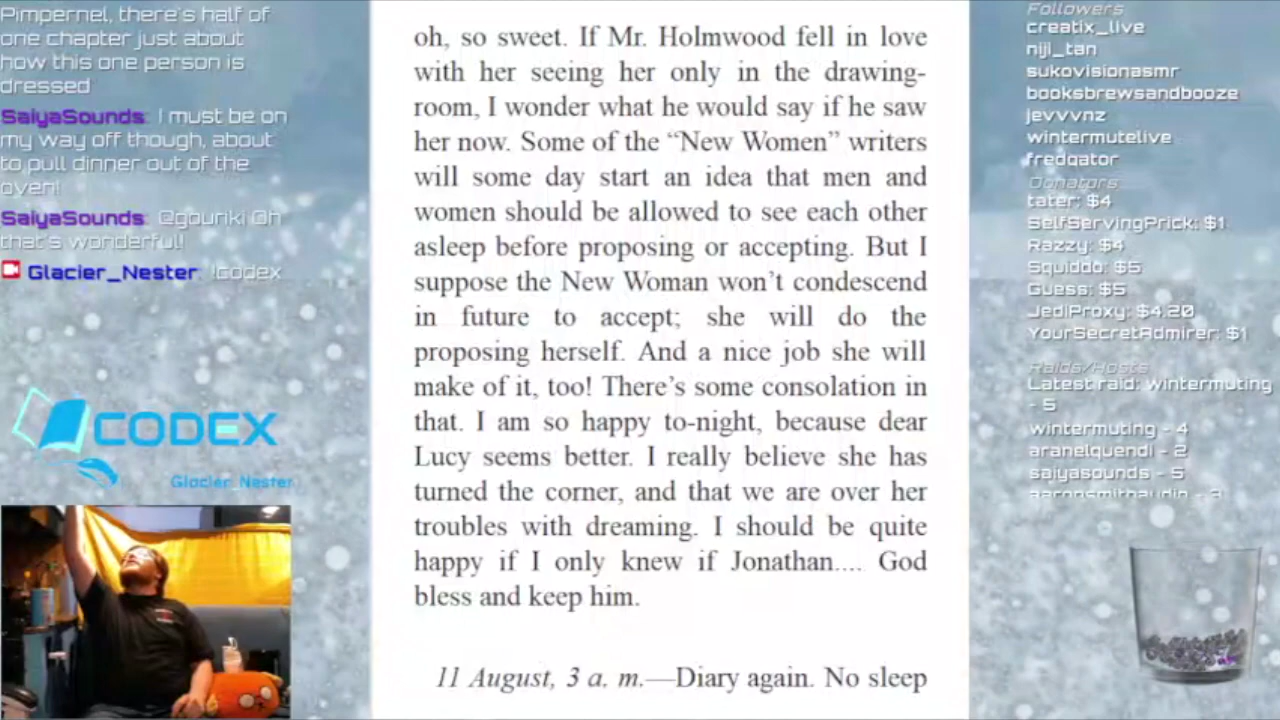 Pimpernel, there's half of
one chapter just about
how this one person is
dressed
SaiyaSounds: I must be on
my way off though, about
to pull dinner out of the
oven!
SaiyaSounds: @gouriki Oh
that's wonderful!
Glacier_Nester: !codex
CODEX
Glacier_Nester
oh, so sweet. If Mr. Holmwood fell in love
with her seeing her only in the drawing-
room, I wonder what he would say if he saw
her now. Some of the “New Women” writers
will some day start an idea that men and
women should be allowed to see each other
asleep before proposing or accepting. But I
suppose the New Woman won’t condescend
in future to accept; she will do the
proposing herself. And a nice job she will
make of it, too! There’s some consolation in
that. I am so happy to-night, because dear
Lucy seems better. I really believe she has
turned the corner, and that we are over her
troubles with dreaming. I should be quite
happy if I only knew if Jonathan.... God
bless and keep him.
11 August, 3 a. m.—Diary again. No sleep
Followers
creatix_live
niji_tan
sukovisionasmr
booksbrewsandbooze
jevvvnz
wintermutelive
fredgator
Donators
tater: $4
SelfServingPrick: $1
Razzy: $4
Squiddo: $5
Guess: $5
JediProxy: $4.20
YourSecretAdmirer: $1
Raids/Hosts
Latest raid: wintermuting
- 5
wintermuting - 4
aranelquendi - 2
saiyasounds - 5
aaronsmithaudio - 3